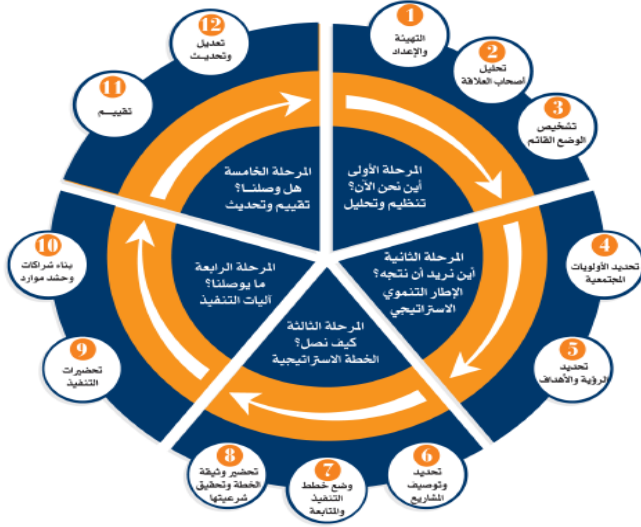 1
التهيئة
والإعداد
2
تحليل
أصحاب العلاقة
3
تشخيص
الوضع القائم
4
تحديد الأولويات
المجتمعية
5
تحديد
الرؤية والأهداف
6
تحديد
وتوصيف
المشاريع
7
وضع خطط
التنفيذ
والمتابعة
8
تحضير وثيقة
الخطة وتحقيق
شرعيتها
9
تحضيرات
التنفيذ
10
بناء شراكات
وحشد موارد
11
تقييـــم
12
تعديل
وتحديـث
المرحلة الأولى
أين نحن الآن؟
تنظيم وتحليل
المرحلة الثانية
أين نريد أن نتجه؟
الإطار التنموي
الاستراتيجي
المرحلة الثالثة
كيف نصل؟
الخطة الاستراتيجية
المرحلة الرابعة
ما يوصلنا؟
آليات التنفيذ
المرحلة الخامسة
هل وصلنـا؟
تقييم وتحديث